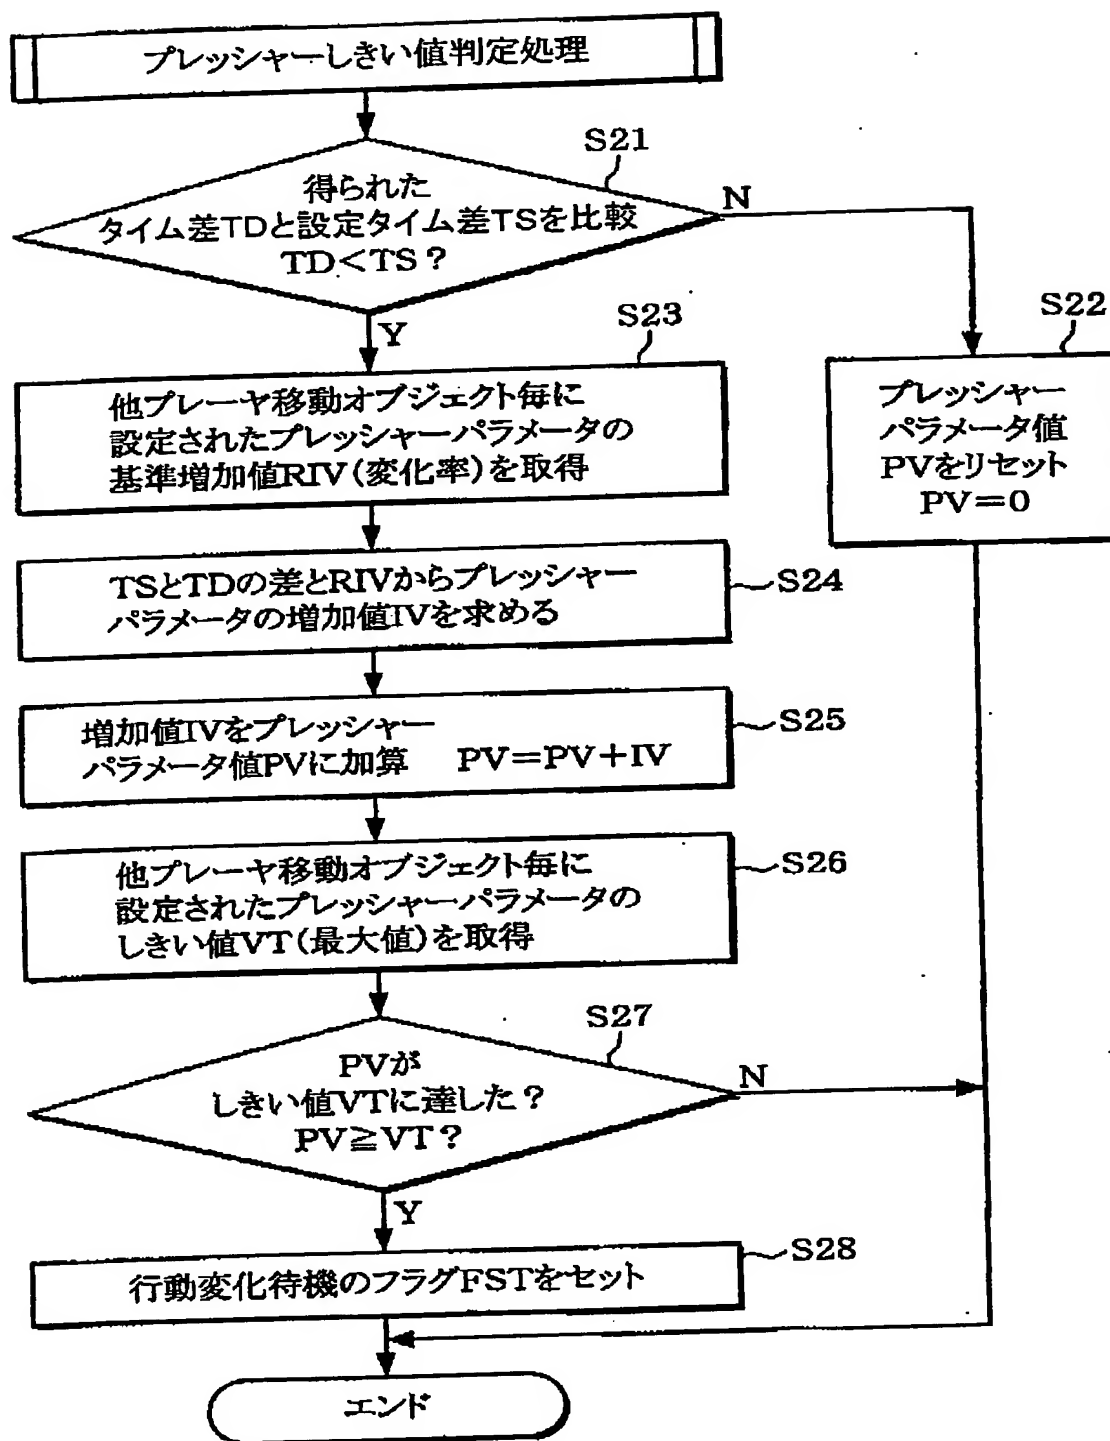 プレッシャーしきい値判定処理
S21
得られた
タイム差TDと設定タイム差TSを比較
TD<TS?
N
Y
S22
プレッシャー
パラメータ値
PVをリセット
PV=0
S23
他プレーヤ移動オブジェクト毎に
設定されたプレッシャーパラメータの
基準増加値RIV(変化率)を取得
TSとTDの差とRIVからプレッシャー
パラメータの増加値IVを求める
S24
増加値IVをプレッシャー
パラメータ値PVに加算 PV=PV+IV
S25
他プレーヤ移動オブジェクト毎に
設定されたプレッシャーパラメータの
しきい値VT(最大値)を取得
S26
S27
PVが
しきい値VTに達した?
PV≧VT?
N
Y
行動変化待機のフラグFSTをセット
S28
エンド